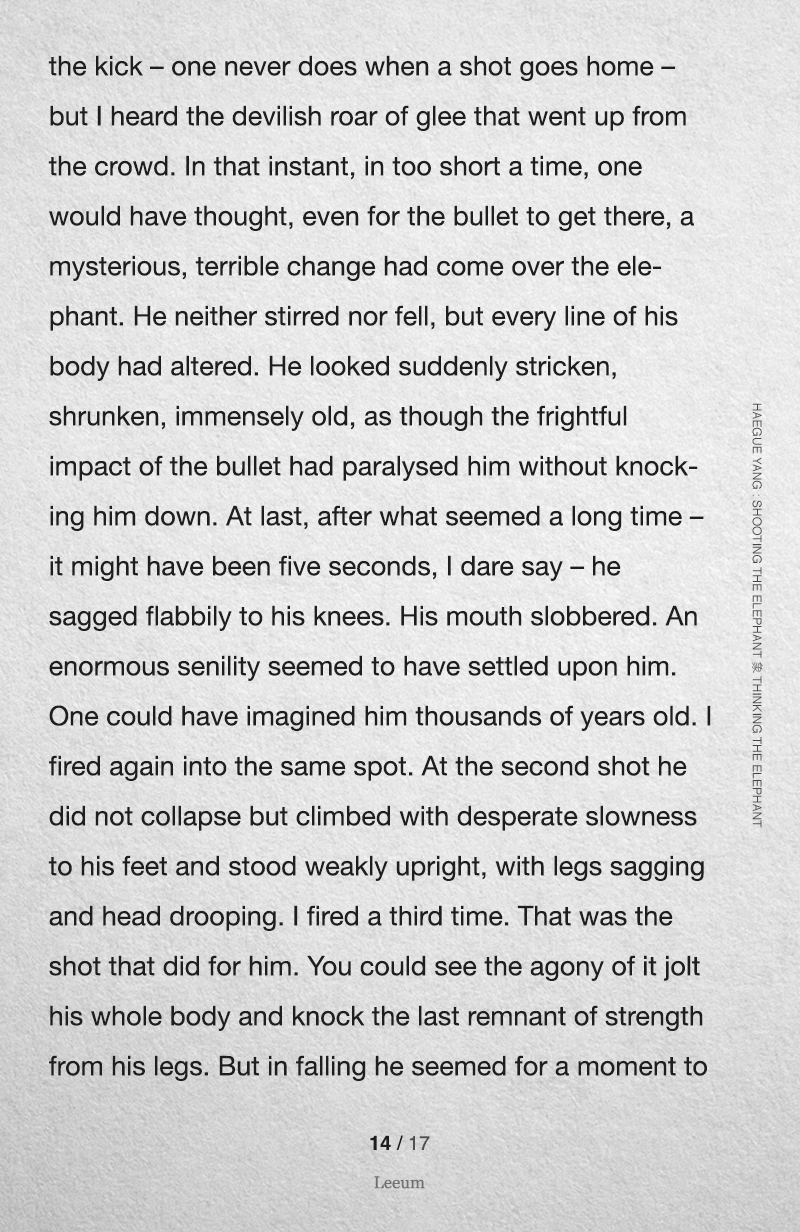 the kick – one never does when a shot goes home –
but I heard the devilish roar of glee that went up from
the crowd. In that instant, in too short a time, one
would have thought, even for the bullet to get there, a
mysterious, terrible change had come over the ele-
phant. He neither stirred nor fell, but every line of his
body had altered. He looked suddenly stricken,
shrunken, immensely old, as though the frightful
impact of the bullet had paralysed him without knock-
ing him down. At last, after what seemed a long time –
it might have been five seconds, I dare say – he
sagged flabbily to his knees. His mouth slobbered. An
enormous senility seemed to have settled upon him.
One could have imagined him thousands of years old. I
fired again into the same spot. At the second shot he
did not collapse but climbed with desperate slowness
to his feet and stood weakly upright, with legs sagging
and head drooping. I fired a third time. That was the
shot that did for him. You could see the agony of it jolt
his whole body and knock the last remnant of strength
from his legs. But in falling he seemed for a moment to
HAEGUE YANG : SHOOTING THE ELEPHANT 象 THINKING THE ELEPHANT
14 / 17
Leeum